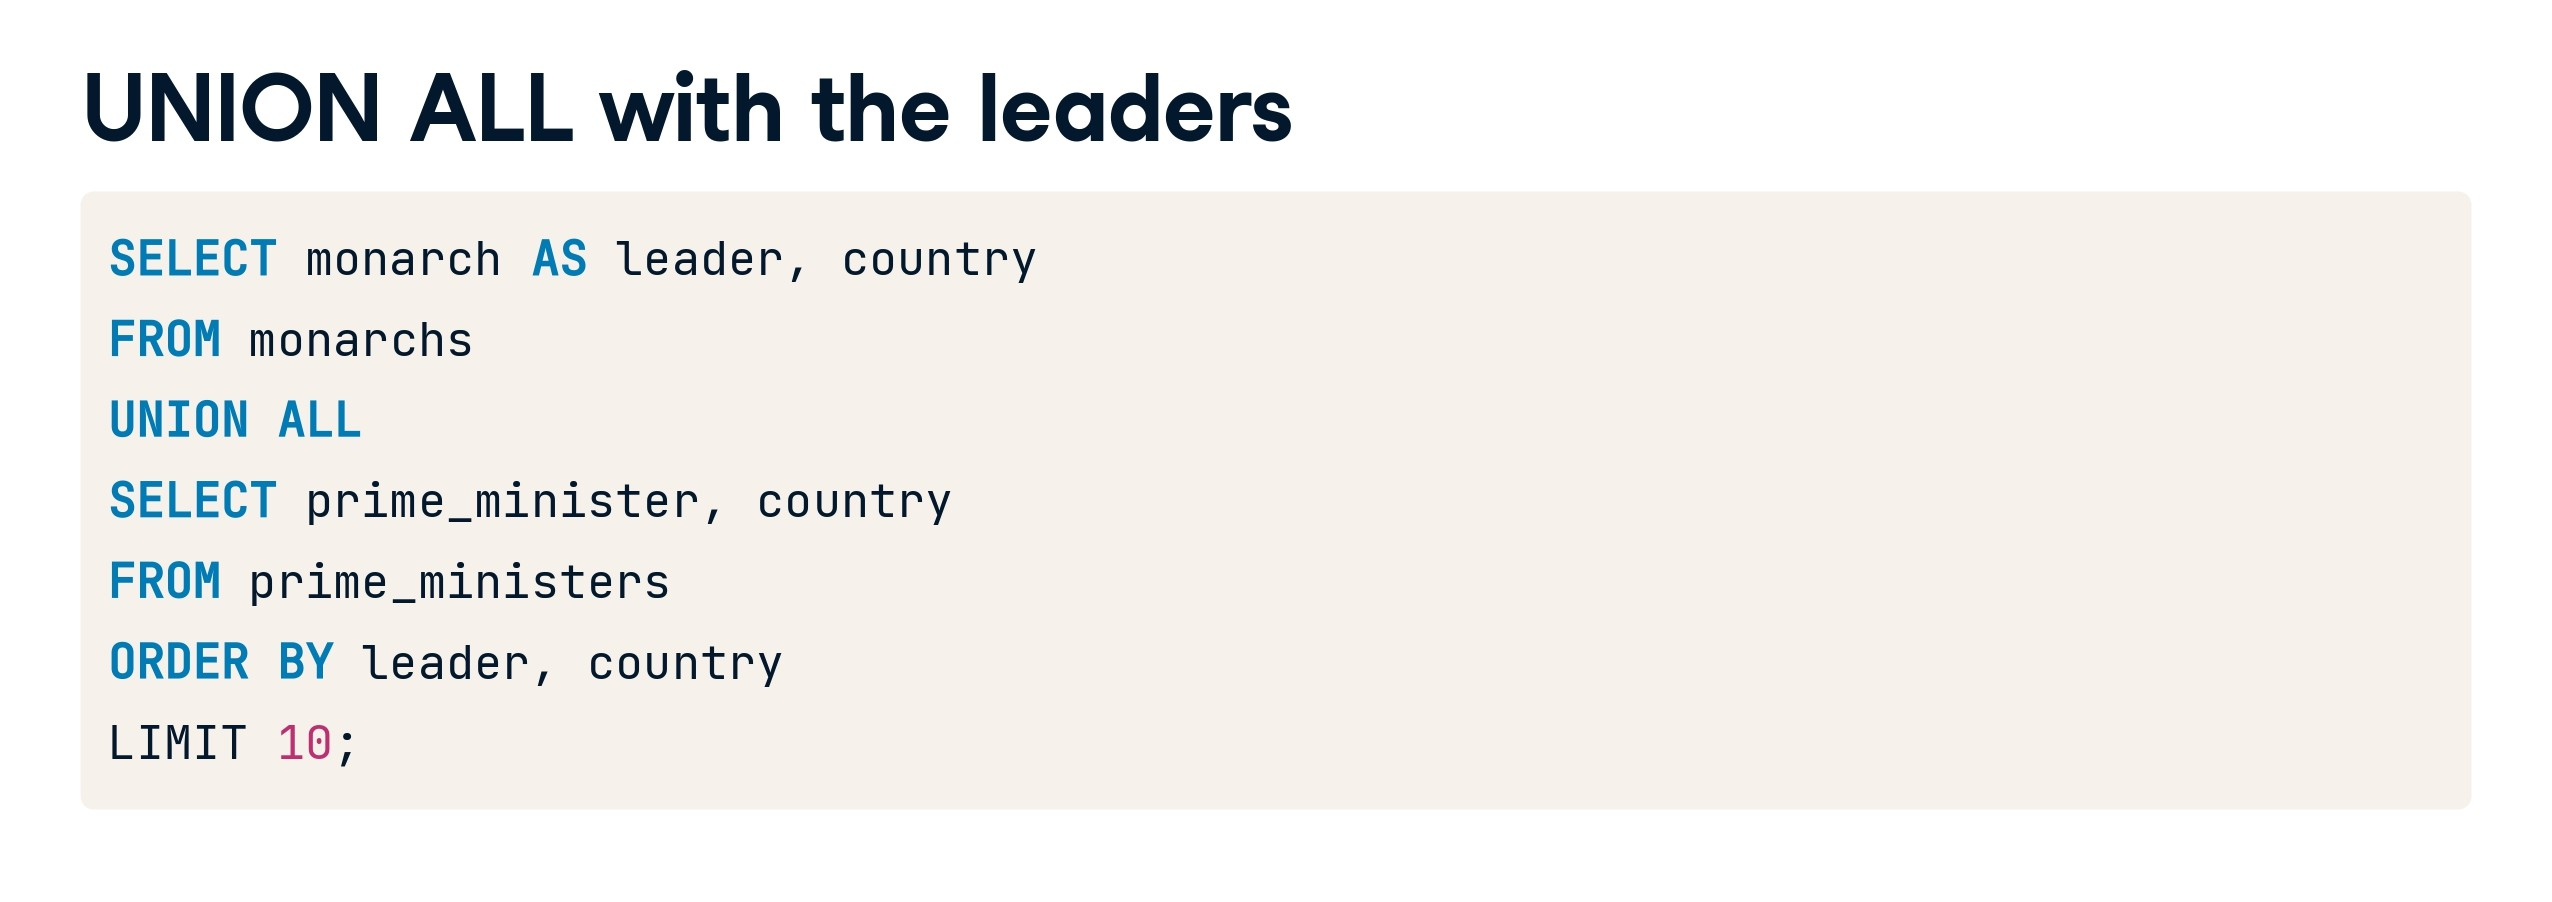 UNION ALL with the leaders
SELECT monarch AS leader, country
FROM monarchs
UNION ALL
SELECT prime_minister, country
FROM prime_ministers
ORDER BY leader, country
LIMIT 10;